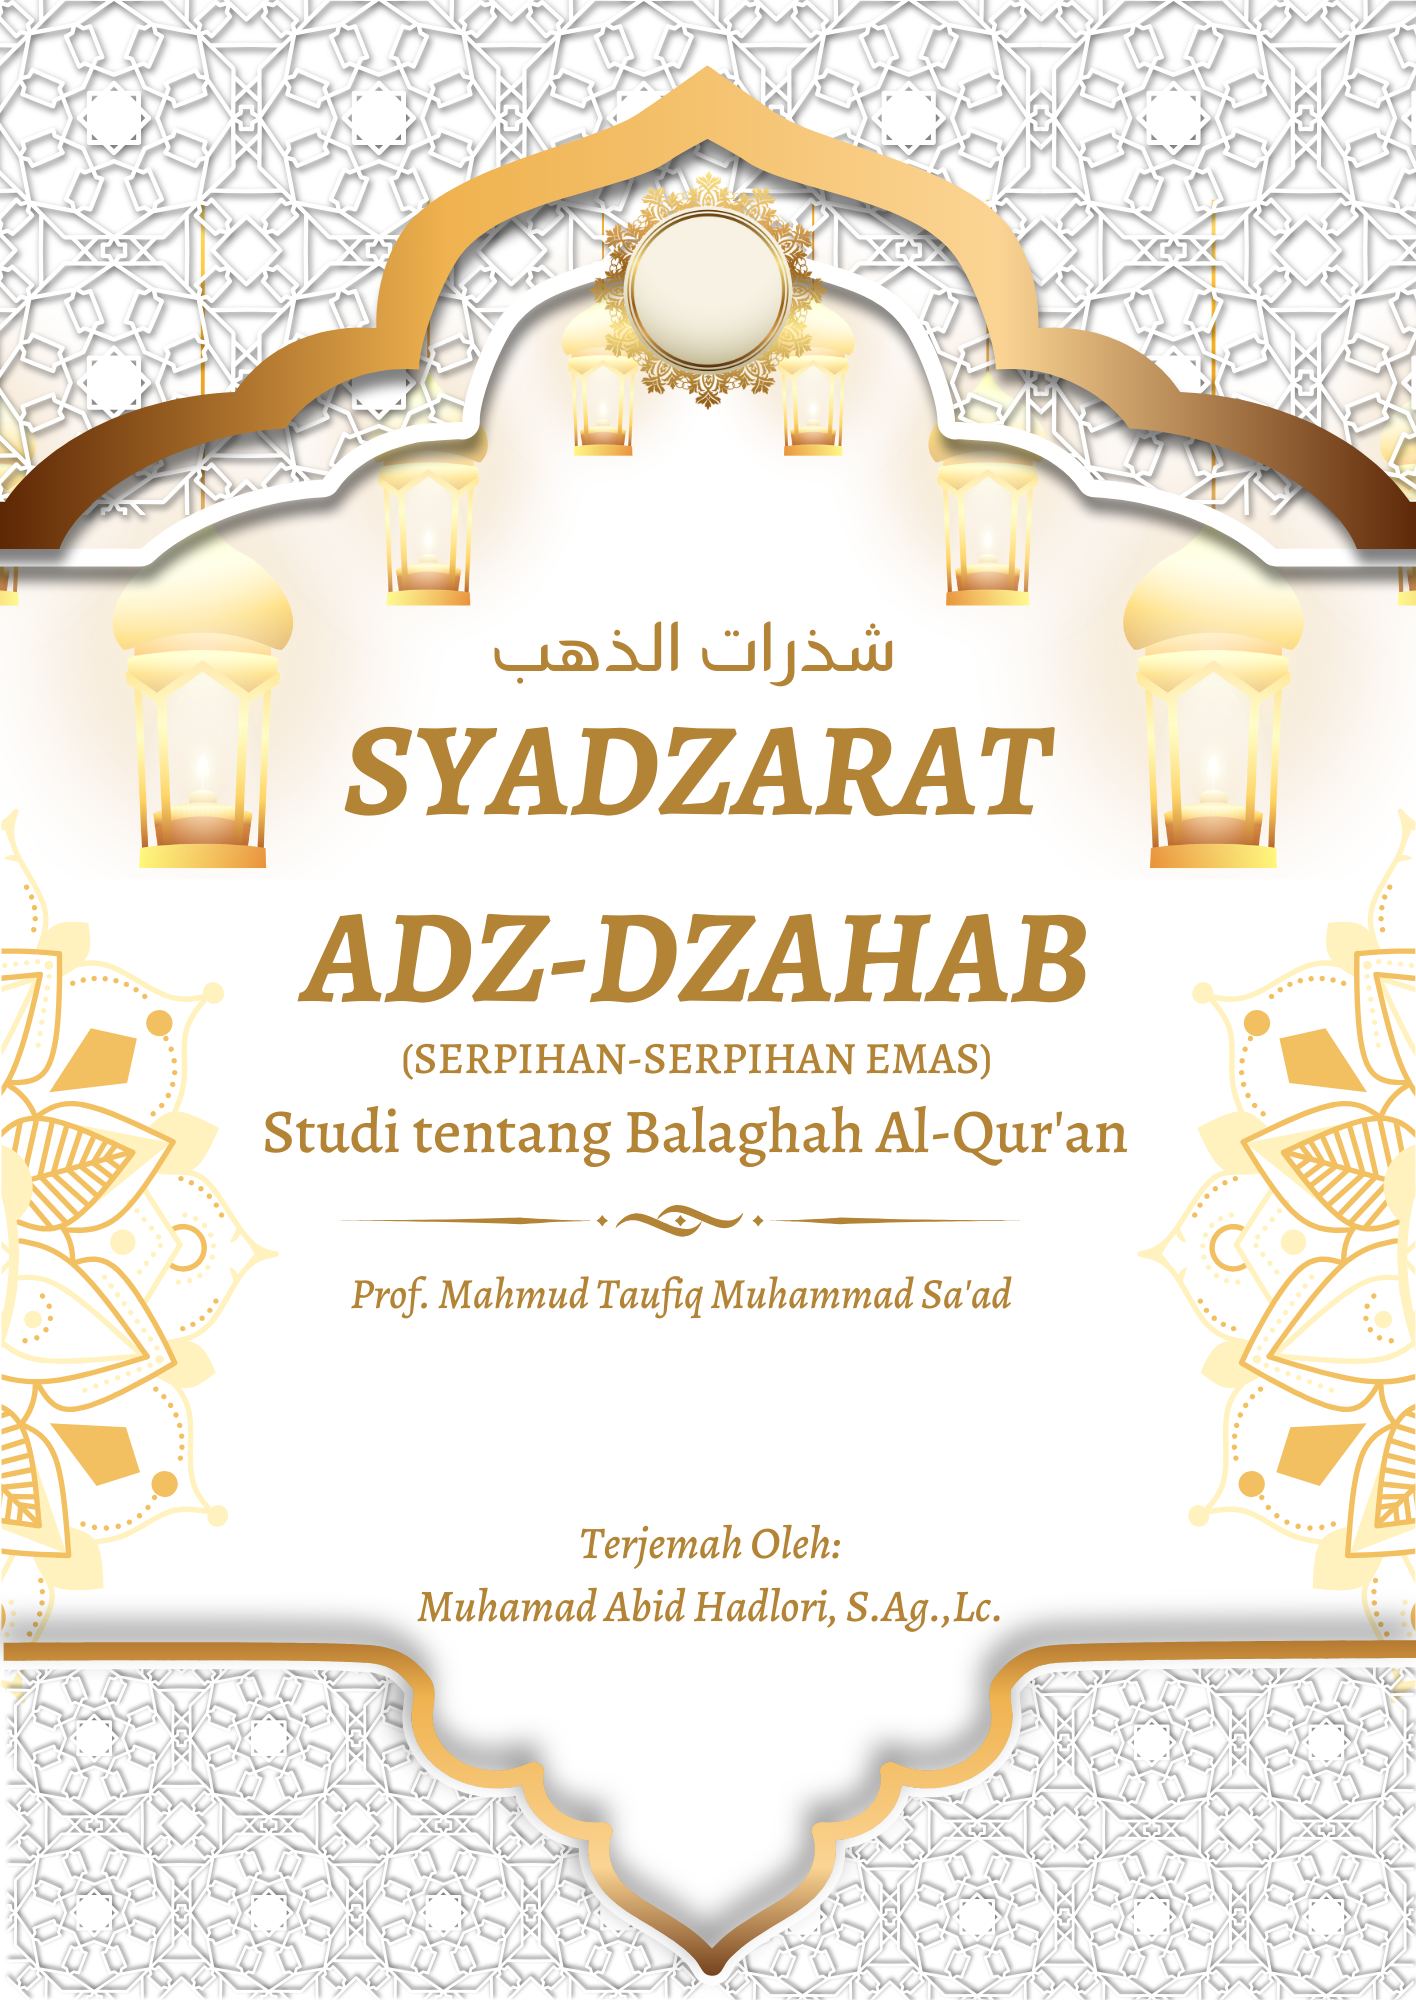 شذرات الذهب
SYADZARAT
ADZ-DZAHAB
(SERPIHAN-SERPIHAN EMAS)
Studi tentang Balaghah Al-Qur'an
Prof. Mahmud Taufiq Muhammad Sa'ad
Terjemah Oleh:
Muhamad Abid Hadlori, S.Ag.,Lc.